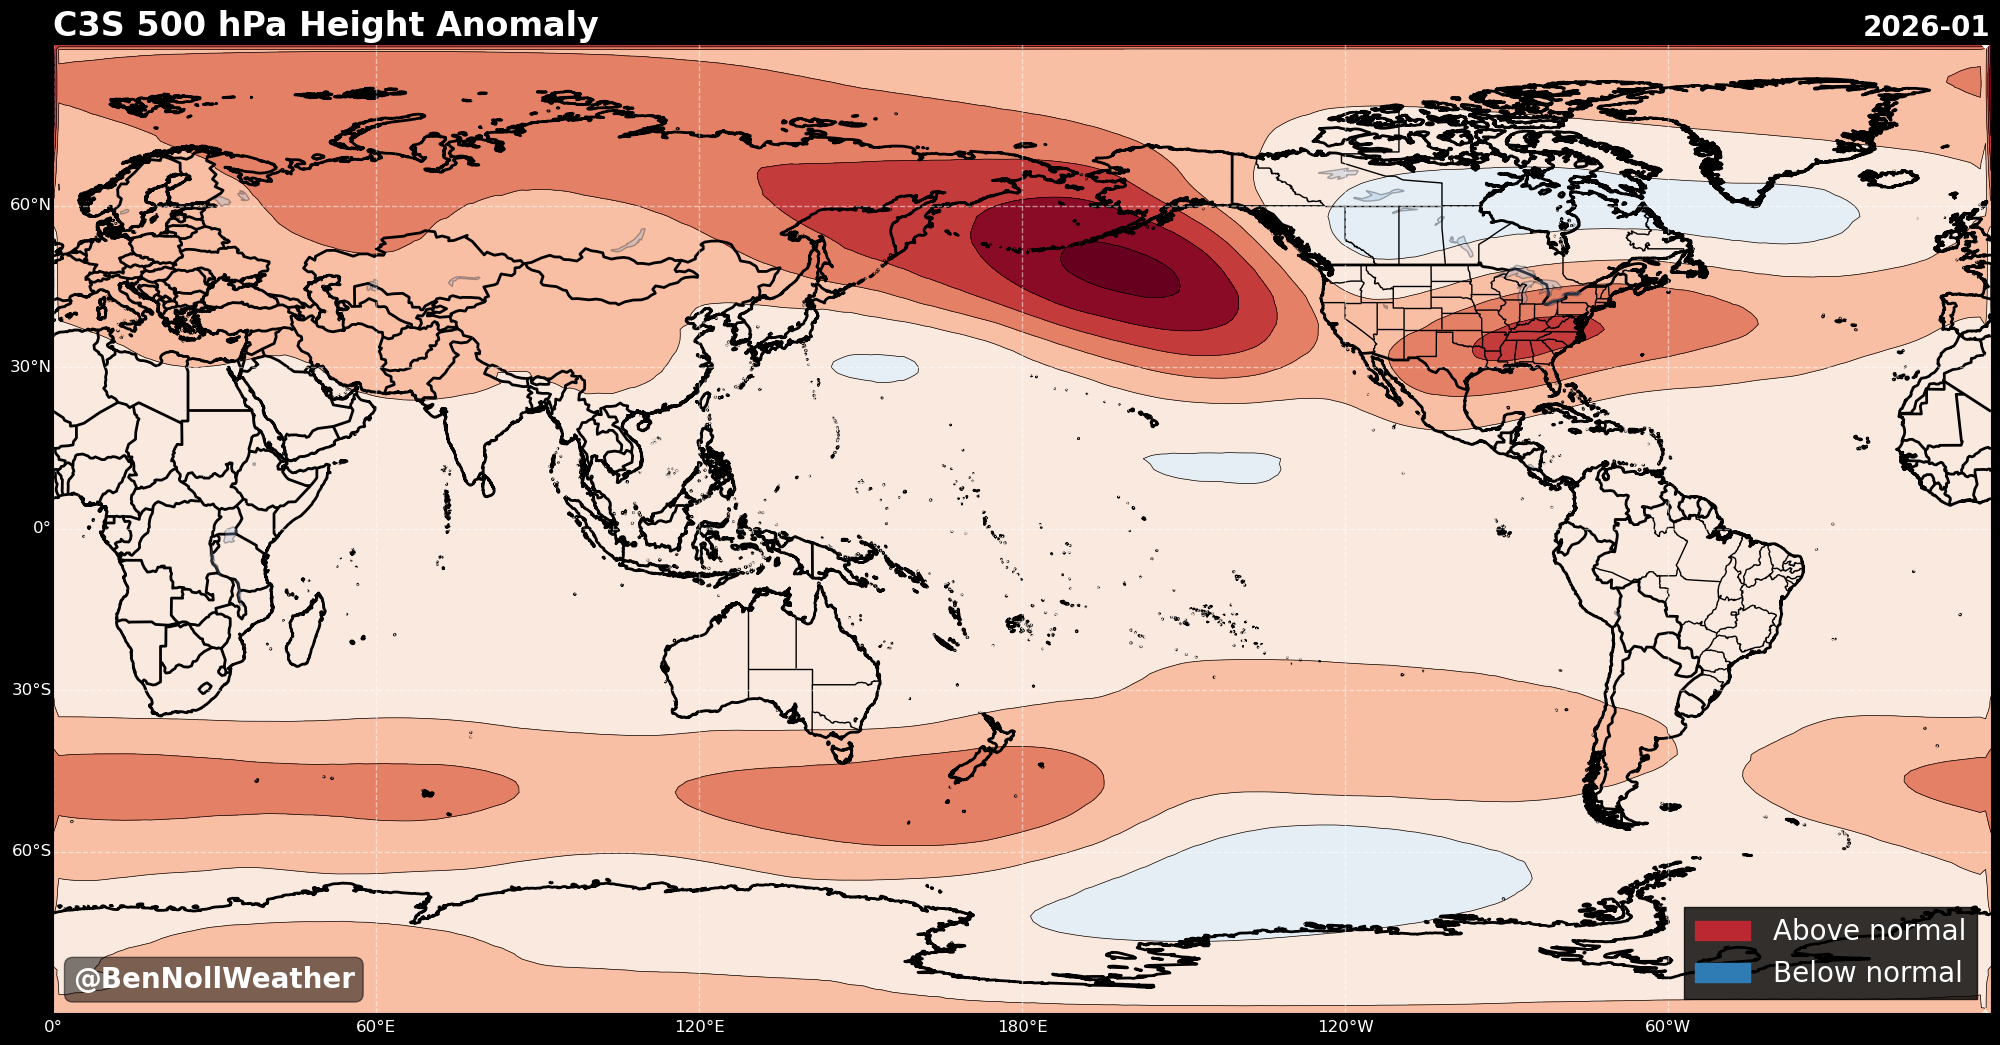 C3S 500 hPa Height Anomaly
2026-01
60°N
30°N
0°
30°S
60°S
Above normal
Below normal
@BenNollWeather
0°
60°E
120°E
180°E
120°W
60°W